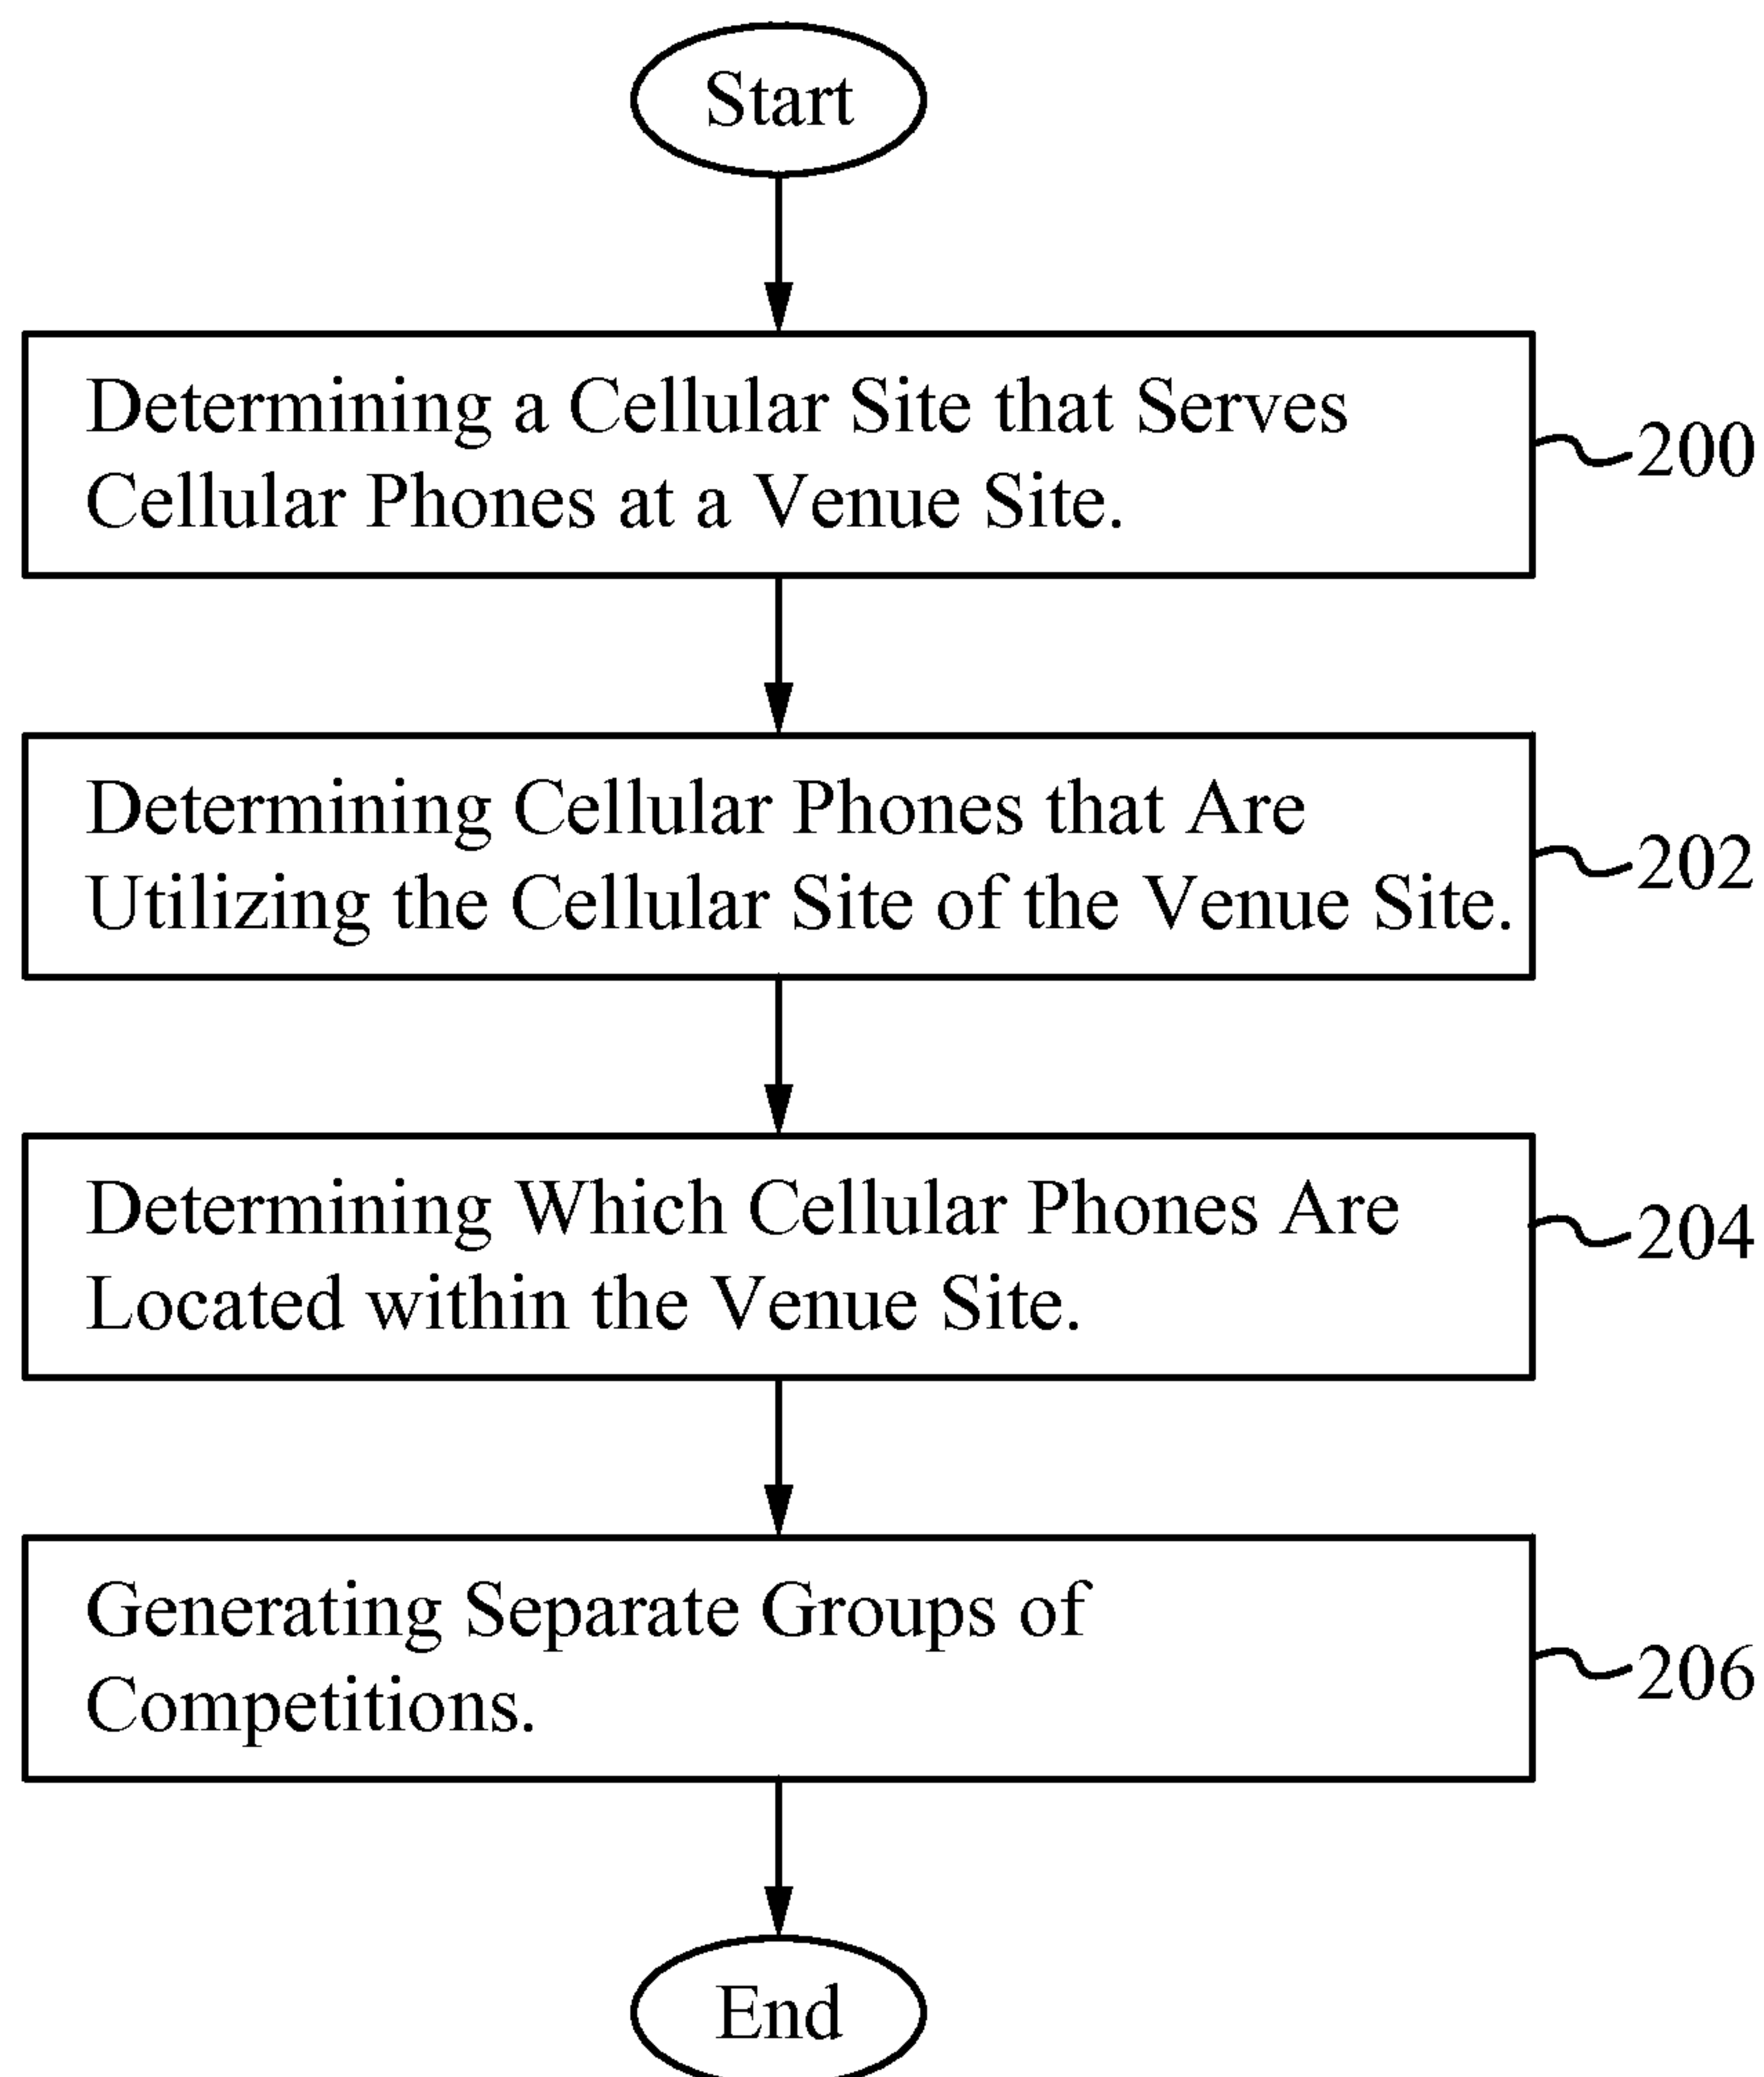 Start
Determining a Cellular Site that Serves
Cellular Phones at a Venue Site.
200
Determining Cellular Phones that Are
Utilizing the Cellular Site of the Venue Site.
202
Determining Which Cellular Phones Are
Located within the Venue Site.
204
Generating Separate Groups of
Competitions.
206
End